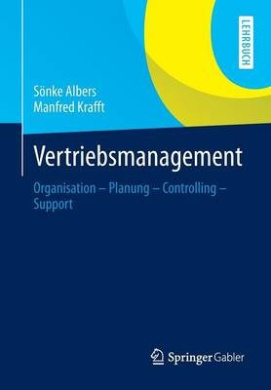 LEHRBUCH
Sönke Albers
Manfred Krafft
Vertriebsmanagement
Organisation – Planung – Controlling –
Support
Springer Gabler